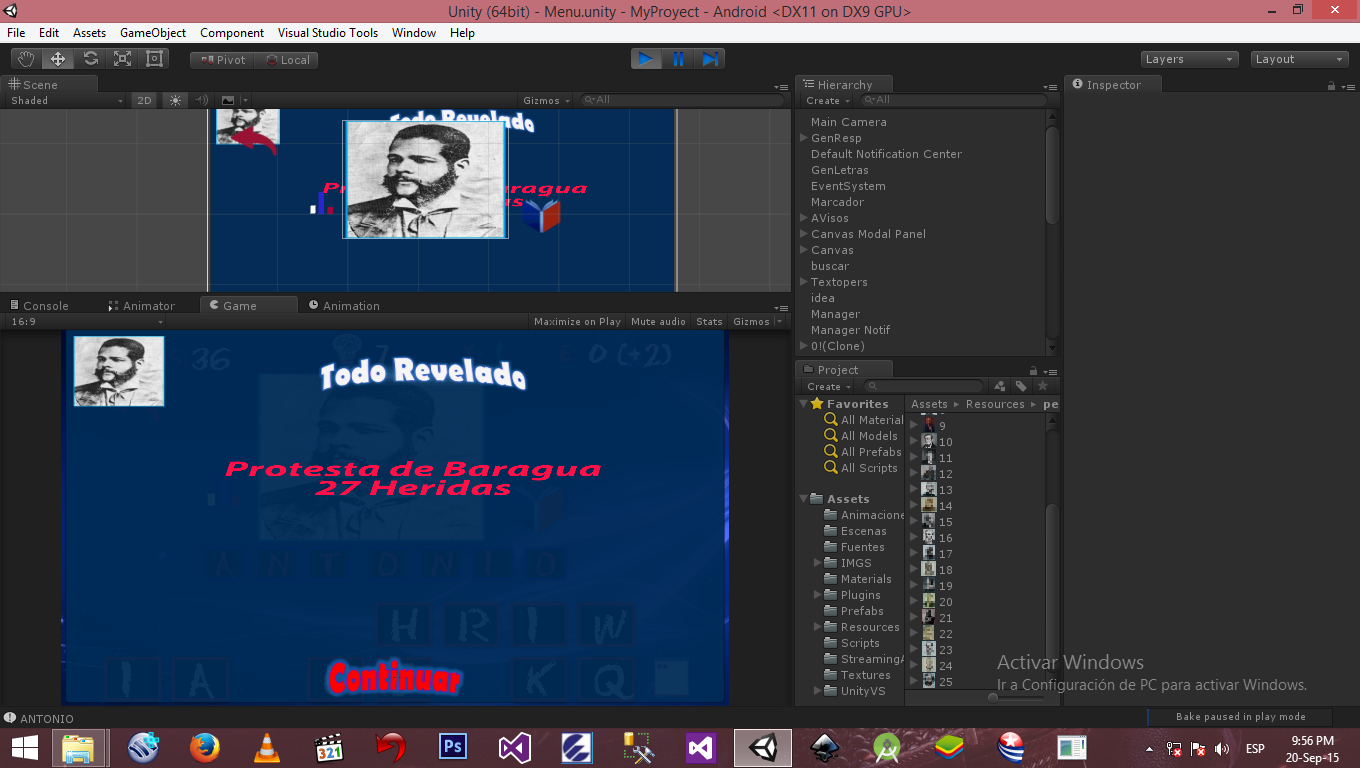 Unity (64bit) - Menu.unity - MyProyect - Android <DX11 on DX9 GPU>
File Edit Assets GameObject Component Visual Studio Tools Window Help
Pivot Local Layers Layout
Scene
Shaded 2D Gizmos All
Todo Revelado
Console Animator Game Animation
16:9 Maximize on Play Mute audio Stats Gizmos
36 0 (+2)
Todo Revelado
Protesta de Baragua
27 Heridas
A N T O N I O
H R I W
I A K Q
Continuar
ANTONIO
Hierarchy
Create All
Main Camera
GenResp
Default Notification Center
GenLetras
EventSystem
Marcador
AVisos
Canvas Modal Panel
Canvas
buscar
Textopers
idea
Manager
Manager Notif
0!(Clone)
Inspector
Project
Create
Favorites
All Material
All Models
All Prefabs
All Scripts
Assets
Animacione
Escenas
Fuentes
IMGS
Materials
Plugins
Prefabs
Resources
Scripts
StreamingA
Textures
UnityVS
Assets Resources pe
9
10
11
12
13
14
15
16
17
18
19
20
21
22
23
24
25
Activar Windows
Ir a Configuración de PC para activar Windows.
Bake paused in play mode
321
Ps
ESP
9:56 PM
20-Sep-15